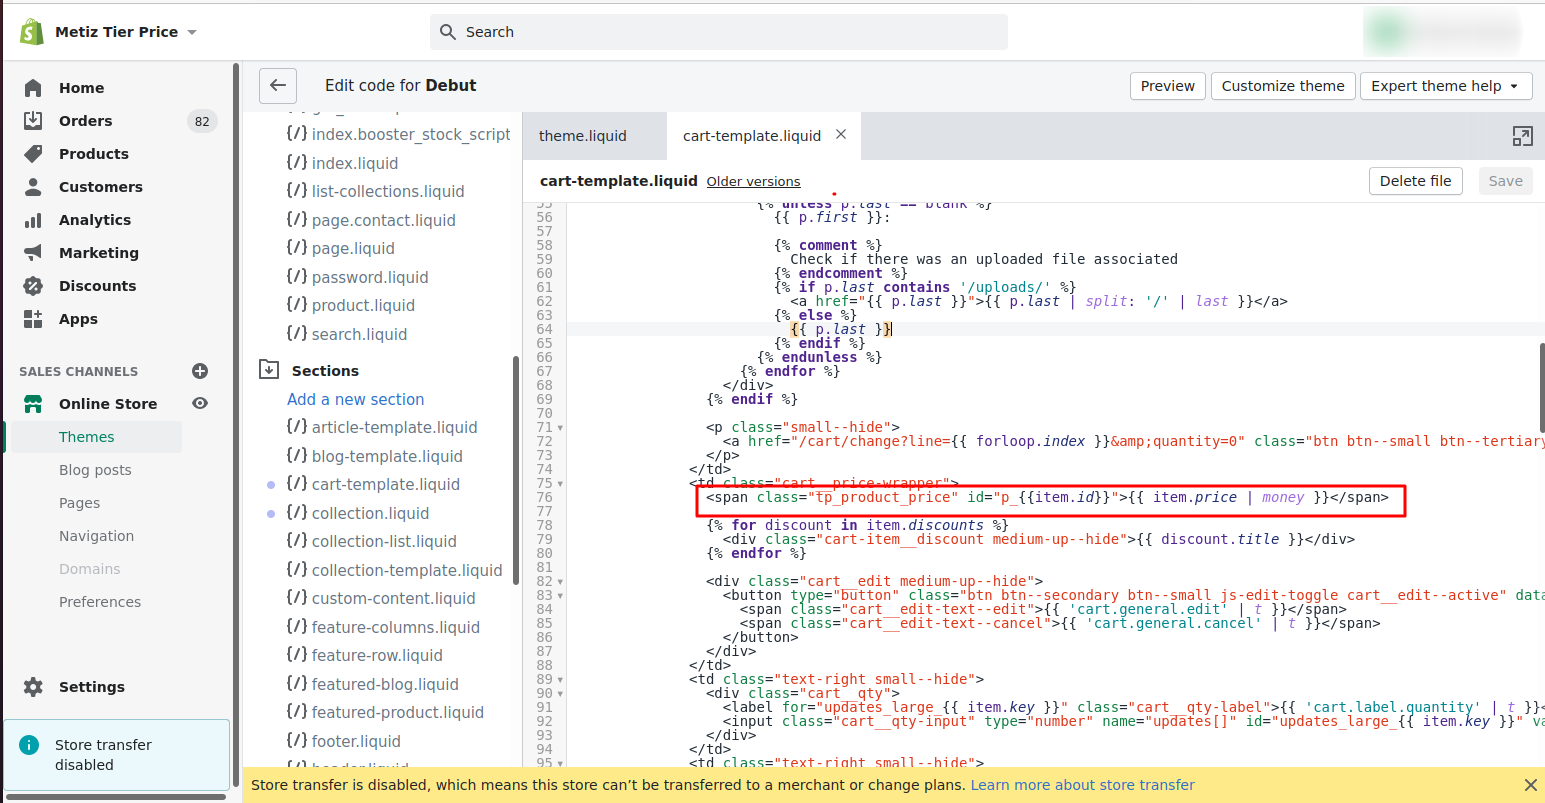 Metiz Tier Price
Search
Home
Orders 82
Products
Customers
Analytics
Marketing
Discounts
Apps
SALES CHANNELS
Online Store
Themes
Blog posts
Pages
Navigation
Domains
Preferences
Settings
Store transfer
disabled
Edit code for Debut
Preview
Customize theme
Expert theme help
{/} index.booster_stock_script
{/} index.liquid
{/} list-collections.liquid
{/} page.contact.liquid
{/} page.liquid
{/} password.liquid
{/} product.liquid
{/} search.liquid
Sections
Add a new section
{/} article-template.liquid
{/} blog-template.liquid
{/} cart-template.liquid
{/} collection.liquid
{/} collection-list.liquid
{/} collection-template.liquid
{/} custom-content.liquid
{/} feature-columns.liquid
{/} feature-row.liquid
{/} featured-blog.liquid
{/} featured-product.liquid
{/} footer.liquid
{/} header.liquid
theme.liquid
cart-template.liquid ×
cart-template.liquid Older versions
Delete file
Save
55 {% unless p.last == blank %}
56 {{ p.first }}:
57
58 {% comment %}
59 Check if there was an uploaded file associated
60 {% endcomment %}
61 {% if p.last contains '/uploads/' %}
62 <a href="{{ p.last }}">{{ p.last | split: '/' | last }}</a>
63 {% else %}
64 {{ p.last }}
65 {% endif %}
66 {% endunless %}
67 {% endfor %}
68 </div>
69 {% endif %}
70
71 <p class="small--hide">
72 <a href="/cart/change?line={{ forloop.index }}&amp;quantity=0" class="btn btn--small btn--tertiary
73 </p>
74 </td>
75 <td class="cart__price-wrapper">
76 <span class="tp_product_price" id="p_{{item.id}}">{{ item.price | money }}</span>
77
78 {% for discount in item.discounts %}
79 <div class="cart-item__discount medium-up--hide">{{ discount.title }}</div>
80 {% endfor %}
81
82 <div class="cart__edit medium-up--hide">
83 <button type="button" class="btn btn--secondary btn--small js-edit-toggle cart__edit--active" data
84 <span class="cart__edit-text--edit">{{ 'cart.general.edit' | t }}</span>
85 <span class="cart__edit-text--cancel">{{ 'cart.general.cancel' | t }}</span>
86 </button>
87 </div>
88 </td>
89 <td class="text-right small--hide">
90 <div class="cart__qty">
91 <label for="updates_large_{{ item.key }}" class="cart__qty-label">{{ 'cart.label.quantity' | t }}<
92 <input class="cart__qty-input" type="number" name="updates[]" id="updates_large_{{ item.key }}" va
93 </div>
94 </td>
95 <td class="text-right small--hide">
Store transfer is disabled, which means this store can’t be transferred to a merchant or change plans. Learn more about store transfer